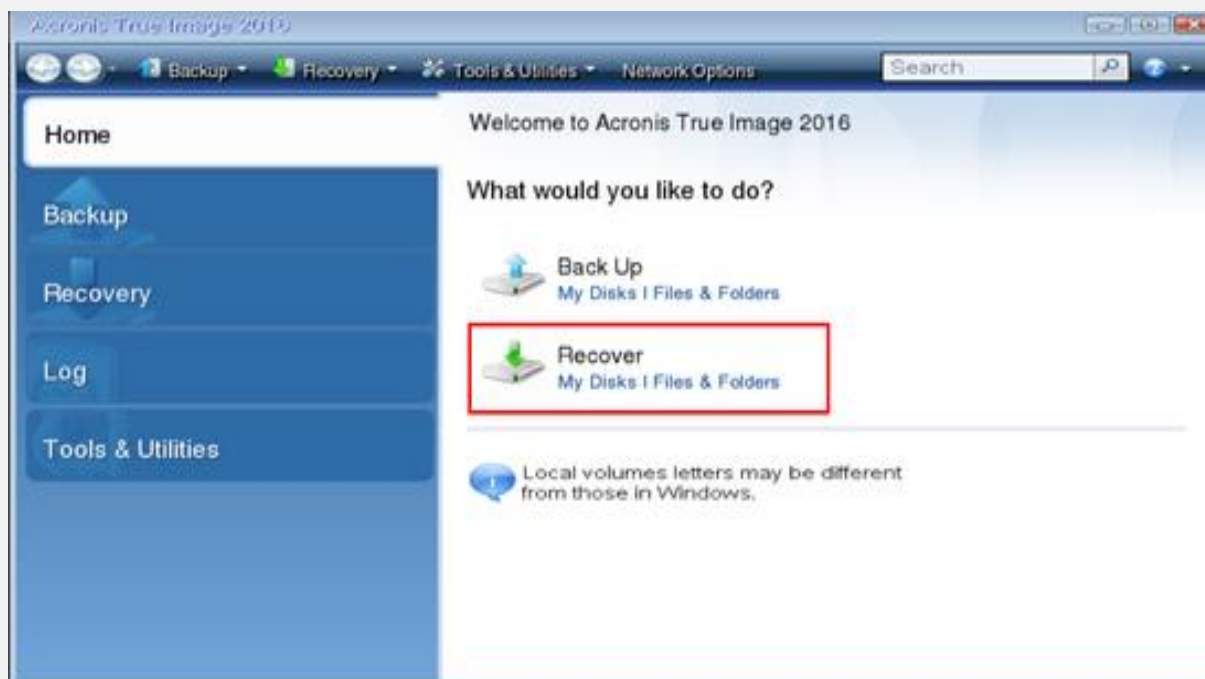 Acronis True Image 2016
Backup Recovery Tools & Utilities Network Options Search
Home
Backup
Recovery
Log
Tools & Utilities
Welcome to Acronis True Image 2016
What would you like to do?
Back Up
My Disks | Files & Folders
Recover
My Disks | Files & Folders
Local volumes letters may be different
from those in Windows.